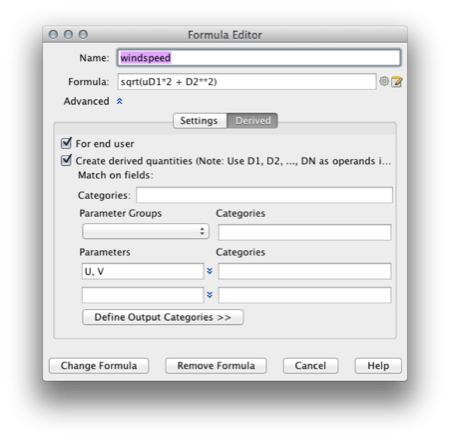 Formula Editor
Name: windspeed
Formula: sqrt(uD1*2 + D2**2)
Advanced
Settings Derived
For end user
Create derived quantities (Note: Use D1, D2, ..., DN as operands i...
Match on fields:
Categories:
Parameter Groups Categories
Parameters Categories
U, V
Define Output Categories >>
Change Formula Remove Formula Cancel Help